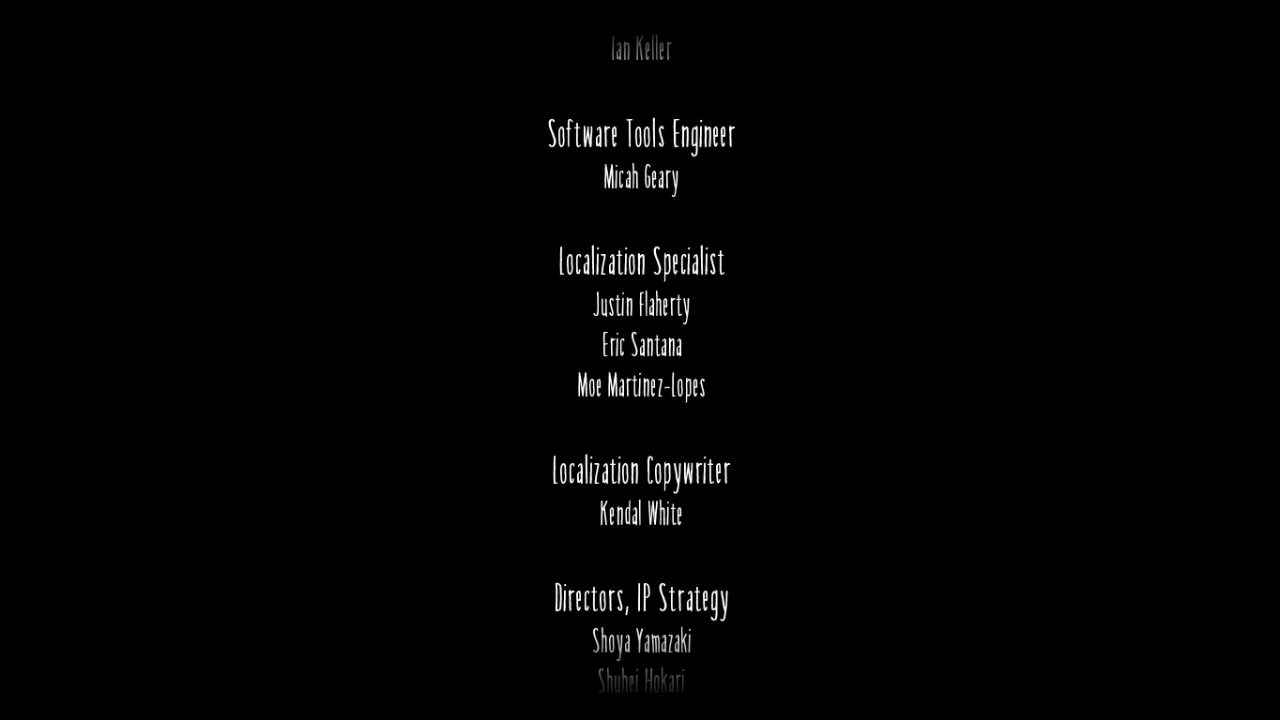 Ian Keller
Software Tools Engineer
Micah Geary
Localization Specialist
Justin Flaherty
Eric Santana
Moe Martinez-Lopes
Localization Copywriter
Kendal White
Directors, IP Strategy
Shoya Yamazaki
Shuhei Hokari